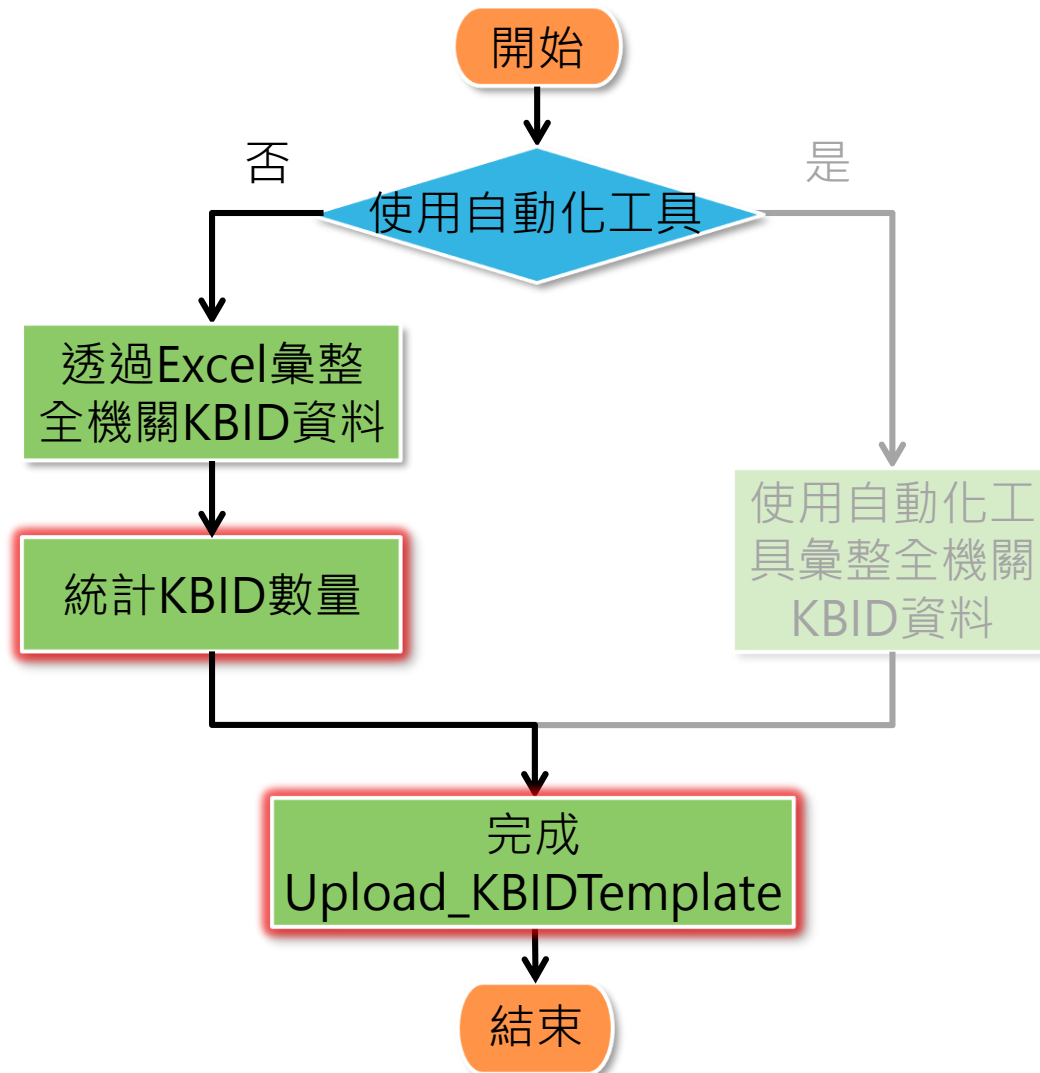 開始
否
是
使用自動化工具
透過Excel彙整
全機關KBID資料
統計KBID數量
使用自動化工
具彙整全機關
KBID資料
完成
Upload_KBIDTemplate
結束